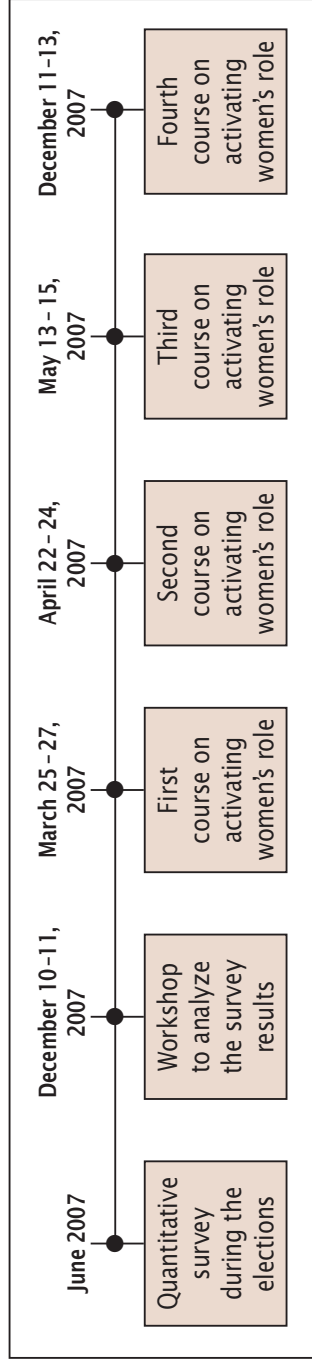 June 2007
Quantitative
survey
during the
elections
December 10–11,
2007
Workshop
to analyze
the survey
results
March 25 – 27,
2007
First
course on
activating
women's role
April 22 – 24,
2007
Second
course on
activating
women's role
May 13 – 15,
2007
Third
course on
activating
women's role
December 11–13,
2007
Fourth
course on
activating
women's role